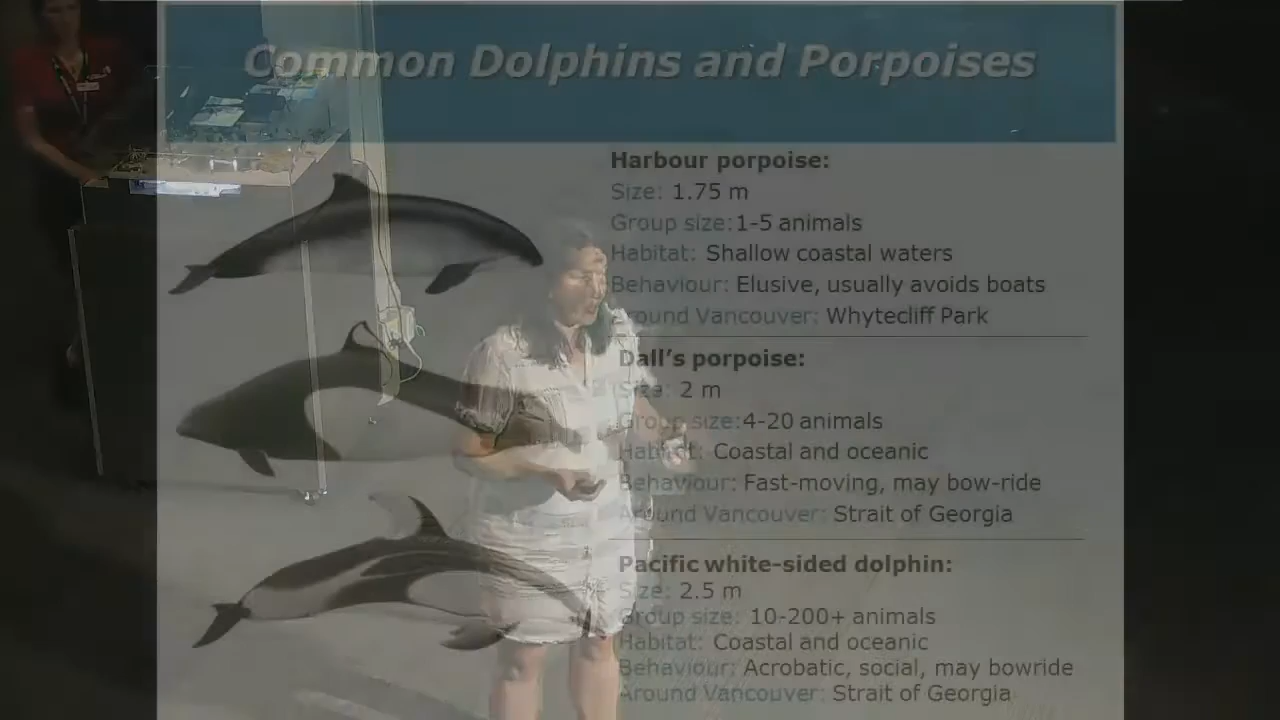 Common Dolphins and Porpoises
Harbour porpoise:
Size: 1.75 m
Group size:1-5 animals
Habitat: Shallow coastal waters
Behaviour: Elusive, usually avoids boats
Around Vancouver: Whytecliff Park
Dall's porpoise:
Size: 2 m
Group size:4-20 animals
Habitat: Coastal and oceanic
Behaviour: Fast-moving, may bow-ride
Around Vancouver: Strait of Georgia
Pacific white-sided dolphin:
Size: 2.5 m
Group size: 10-200+ animals
Habitat: Coastal and oceanic
Behaviour: Acrobatic, social, may bowride
Around Vancouver: Strait of Georgia